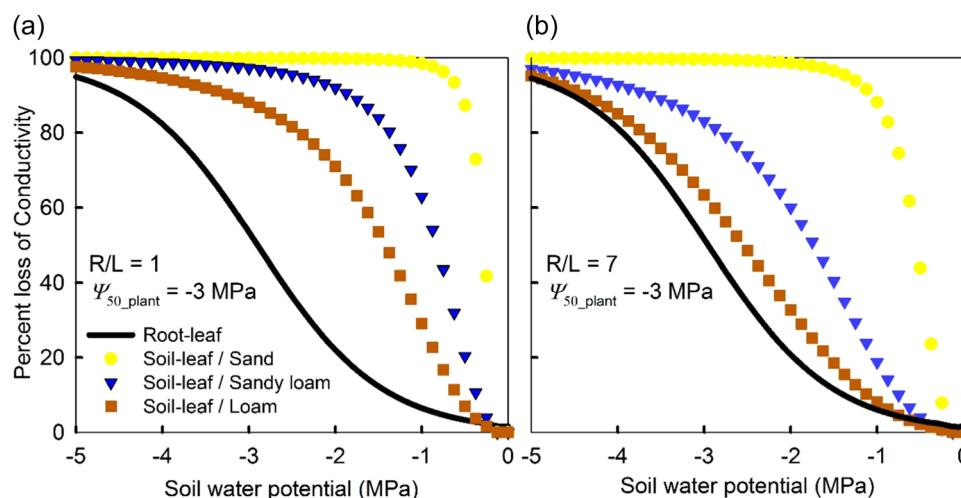 (a)
(b)
Percent loss of Conductivity
100
80
60
40
20
0
R/L = 1
Ψ50_plant = -3 MPa
Root-leaf
Soil-leaf / Sand
Soil-leaf / Sandy loam
Soil-leaf / Loam
-5 -4 -3 -2 -1 0
Soil water potential (MPa)
R/L = 7
Ψ50_plant = -3 MPa
-5 -4 -3 -2 -1 0
Soil water potential (MPa)